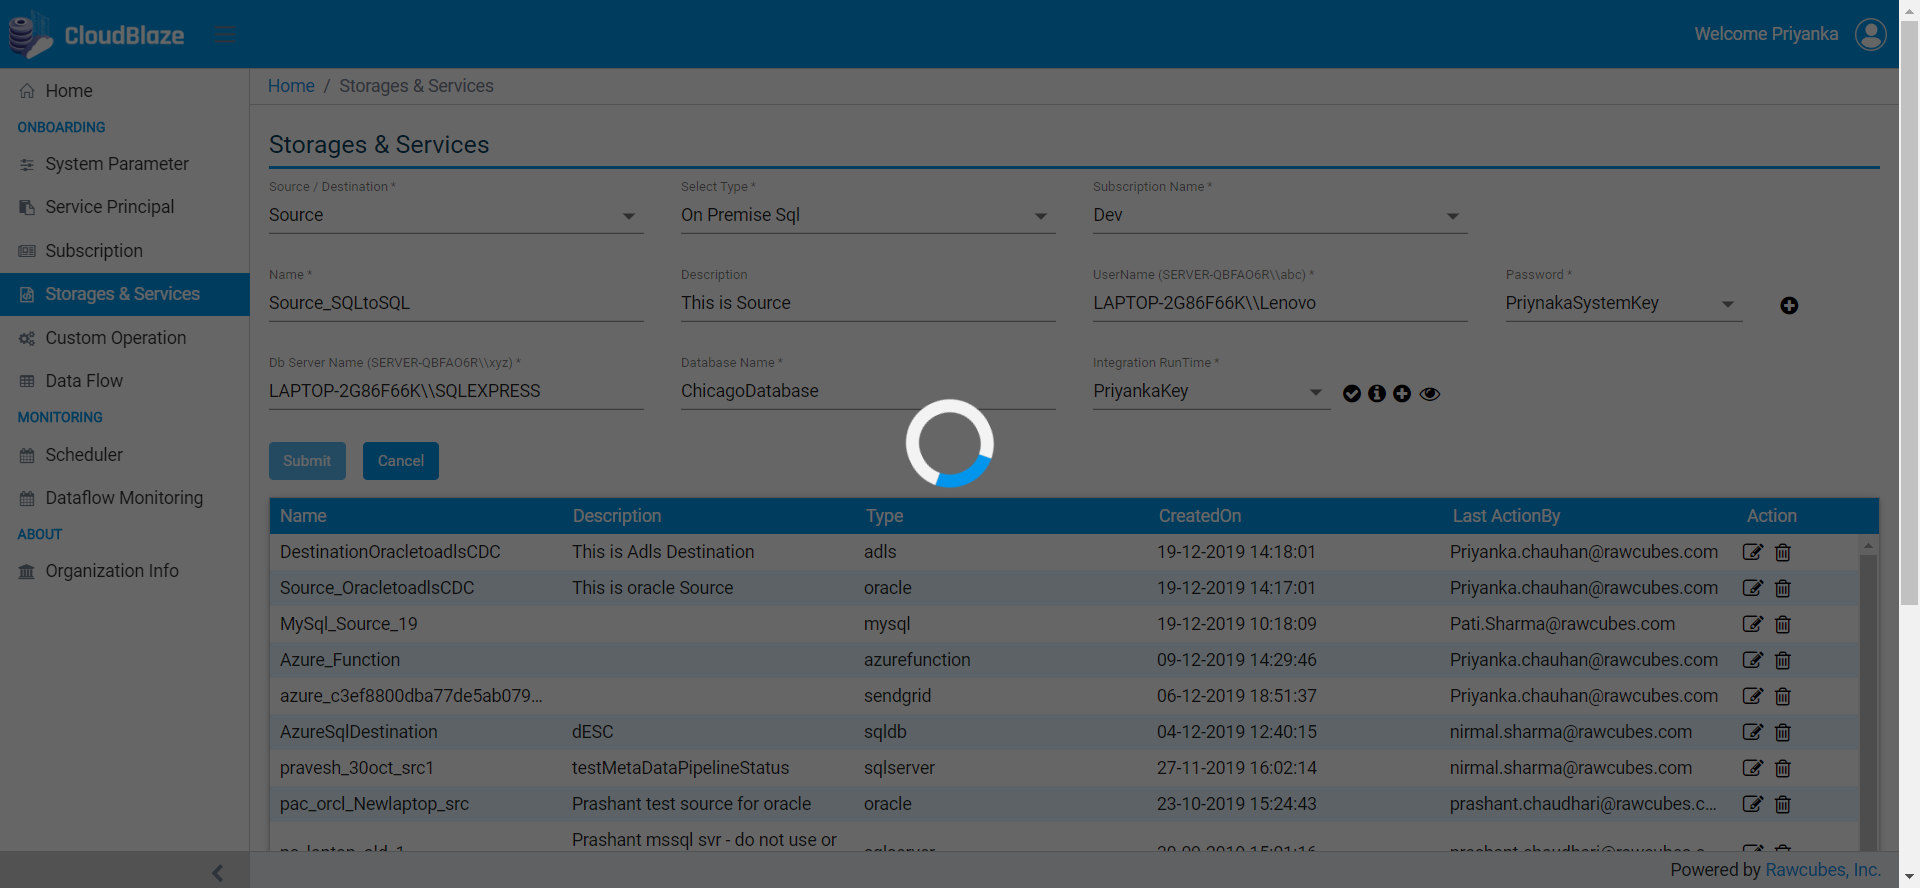 CloudBlaze
Welcome Priyanka
Home
ONBOARDING
System Parameter
Service Principal
Subscription
Storages & Services
Custom Operation
Data Flow
MONITORING
Scheduler
Dataflow Monitoring
ABOUT
Organization Info
Home / Storages & Services
Storages & Services
Source / Destination * Select Type * Subscription Name *
Source On Premise Sql Dev
Name * Description UserName (SERVER-QBFAO6R\\abc) * Password *
Source_SQLtoSQL This is Source LAPTOP-2G86F66K\\Lenovo PriynakaSystemKey
Db Server Name (SERVER-QBFAO6R\\xyz) * Database Name * Integration RunTime *
LAPTOP-2G86F66K\\SQLEXPRESS ChicagoDatabase PriyankaKey
Submit Cancel
Name Description Type CreatedOn Last ActionBy Action
DestinationOracletoadlsCDC This is Adls Destination adls 19-12-2019 14:18:01 Priyanka.chauhan@rawcubes.com
Source_OracletoadlsCDC This is oracle Source oracle 19-12-2019 14:17:01 Priyanka.chauhan@rawcubes.com
MySql_Source_19 mysql 19-12-2019 10:18:09 Pati.Sharma@rawcubes.com
Azure_Function azurefunction 09-12-2019 14:29:46 Priyanka.chauhan@rawcubes.com
azure_c3ef8800dba77de5ab079... sendgrid 06-12-2019 18:51:37 Priyanka.chauhan@rawcubes.com
AzureSqlDestination dESC sqldb 04-12-2019 12:40:15 nirmal.sharma@rawcubes.com
pravesh_30oct_src1 testMetaDataPipelineStatus sqlserver 27-11-2019 16:02:14 nirmal.sharma@rawcubes.com
pac_orcl_Newlaptop_src Prashant test source for oracle oracle 23-10-2019 15:24:43 prashant.chaudhari@rawcubes.c...
Prashant mssql svr - do not use or
Powered by Rawcubes, Inc.